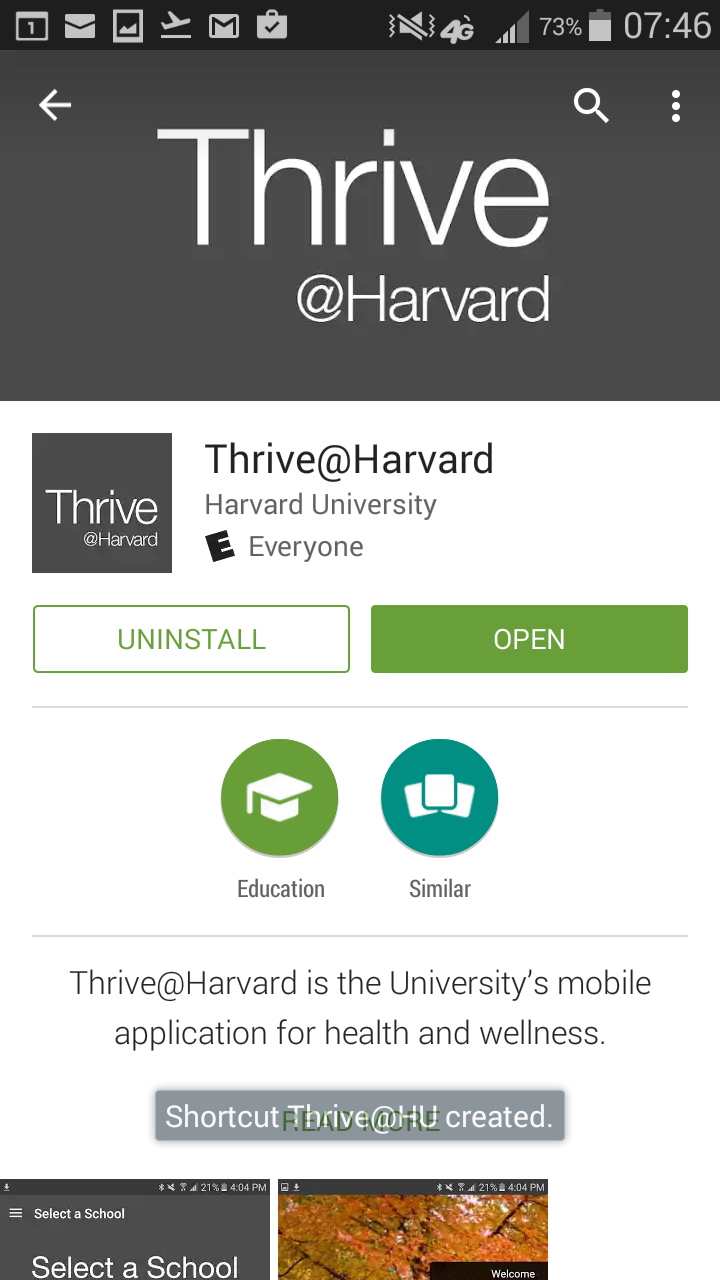 1 4G 73% 07:46
Thrive
@Harvard
Thrive
@Harvard
Thrive@Harvard
Harvard University
E Everyone
UNINSTALL OPEN
Education Similar
Thrive@Harvard is the University’s mobile
application for health and wellness.
READ MORE
Shortcut Thrive@HU created.
21% 4:04 PM 21% 4:04 PM
Select a School
Select a School
Welcome